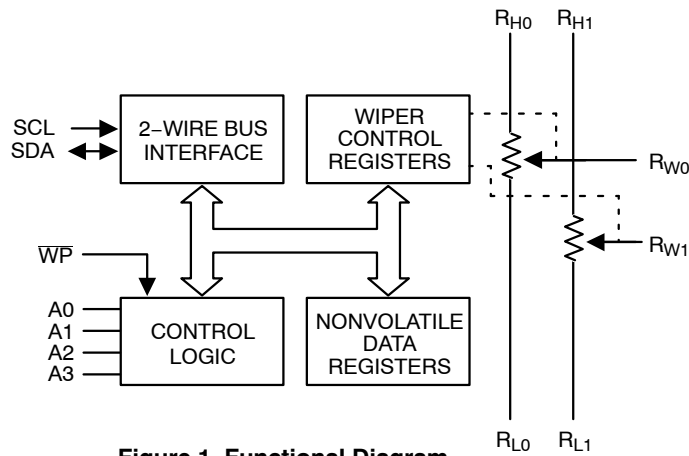 R_H0 R_H1
SCL
SDA
2−WIRE BUS
INTERFACE
WIPER
CONTROL
REGISTERS
R_W0
R_W1
W̅P̅
A0
A1
A2
A3
CONTROL
LOGIC
NONVOLATILE
DATA
REGISTERS
R_L0 R_L1
Figure 1. Functional Diagram